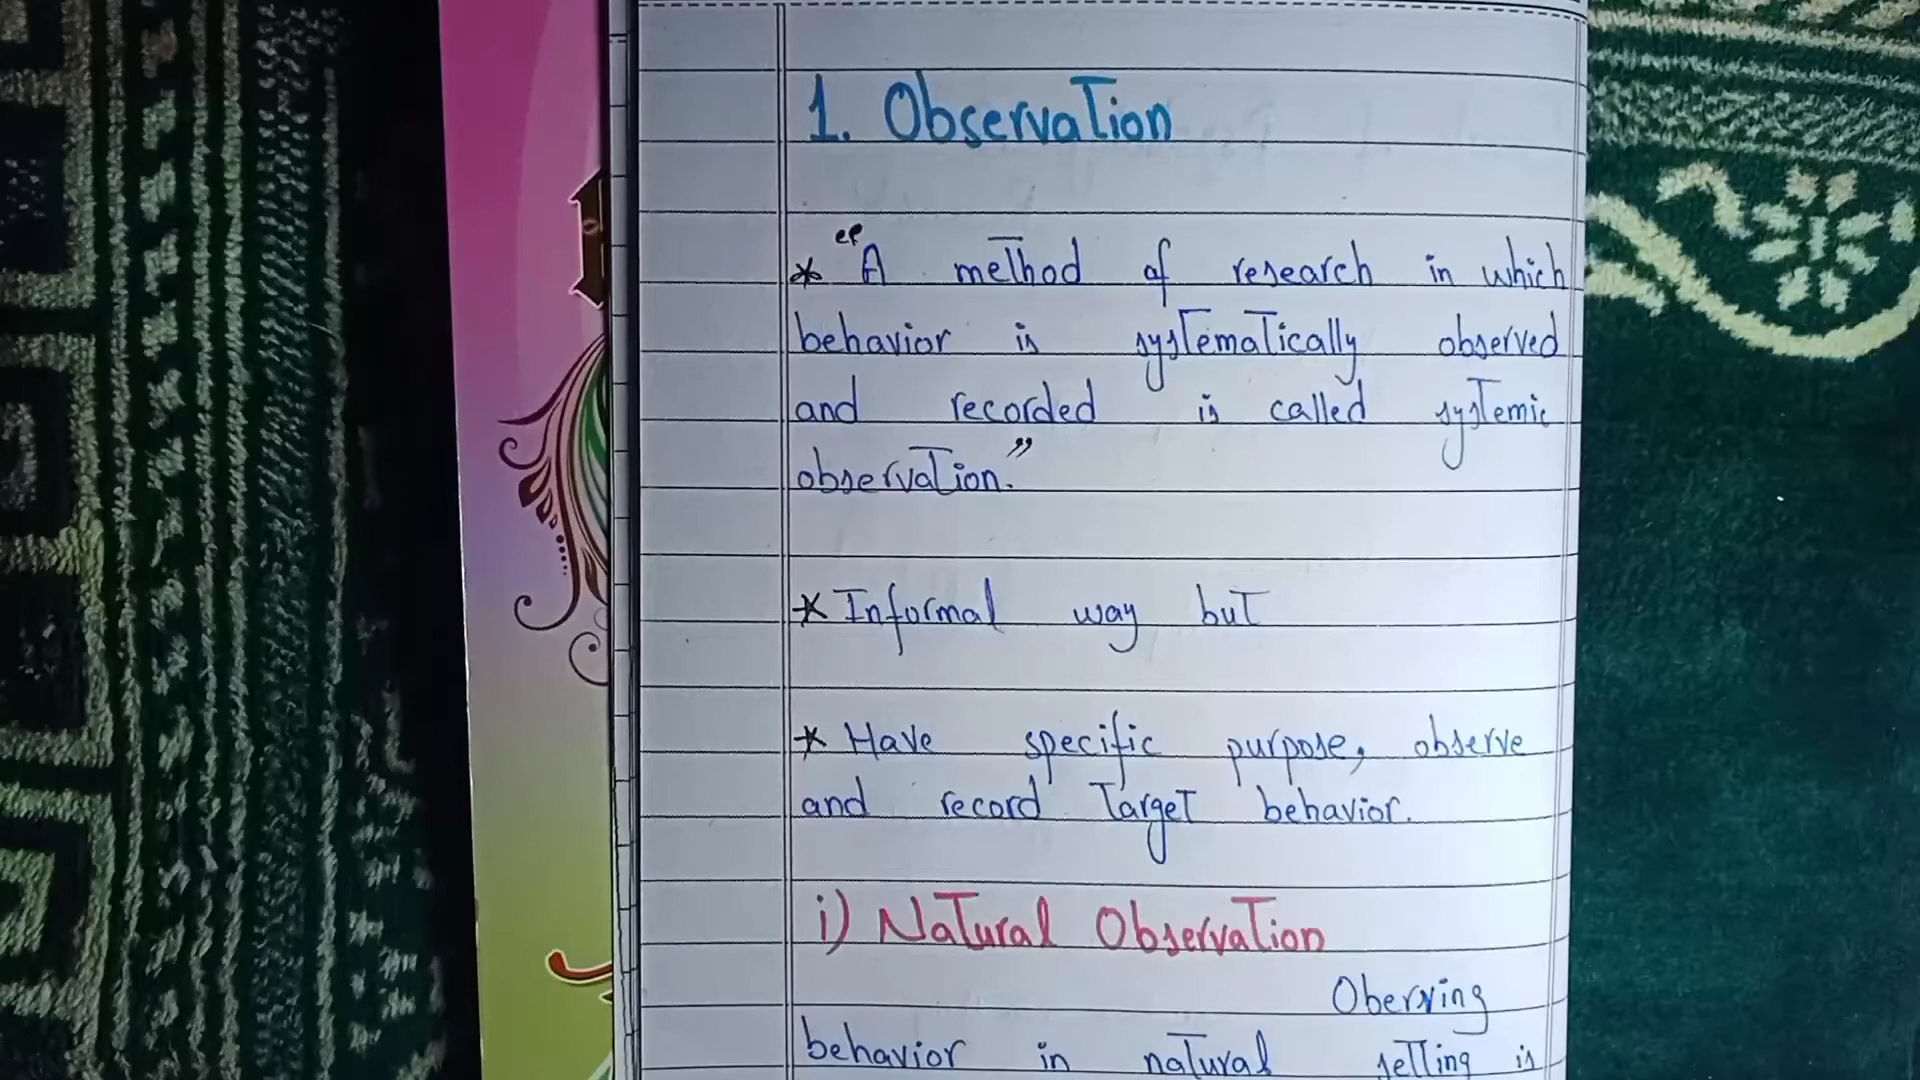 1. Observation
* "A method of research in which
behavior is systematically observed
and recorded is called systemic
observation."
* Informal way but
* Have specific purpose, observe
and record target behavior.
i) Natural Observation
Oberving
behavior in natural setting is